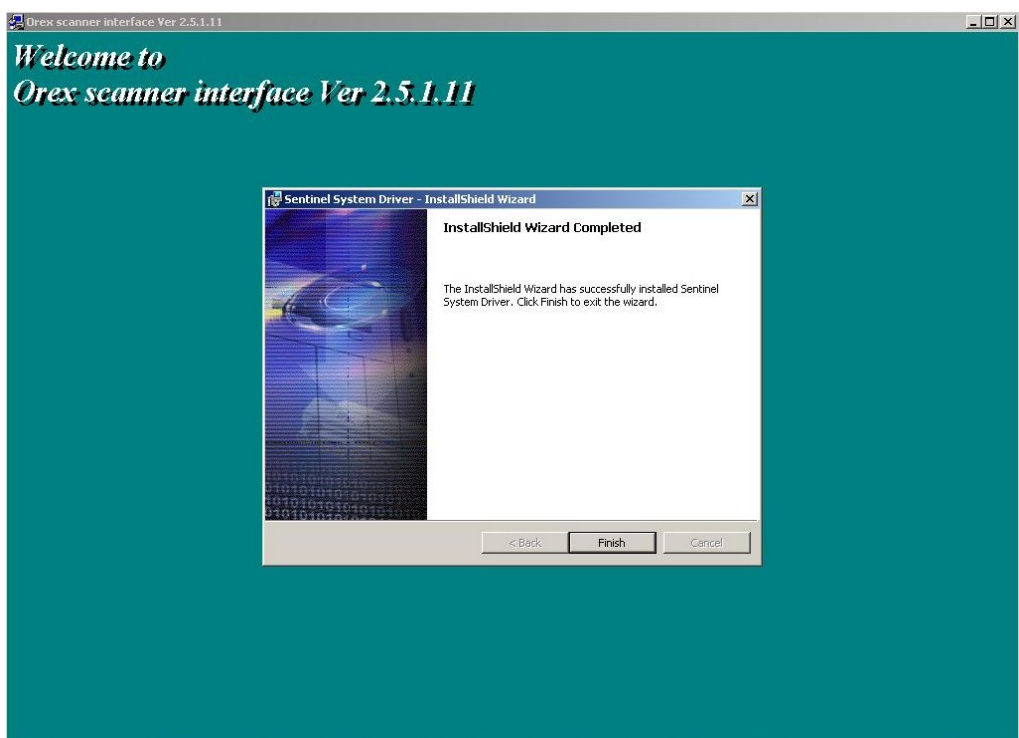 Orex scanner interface Ver 2.5.1.11
Welcome to
Orex scanner interface Ver 2.5.1.11
Sentinel System Driver - InstallShield Wizard
InstallShield Wizard Completed
The InstallShield Wizard has successfully installed Sentinel
System Driver. Click Finish to exit the wizard.
< Back Finish Cancel